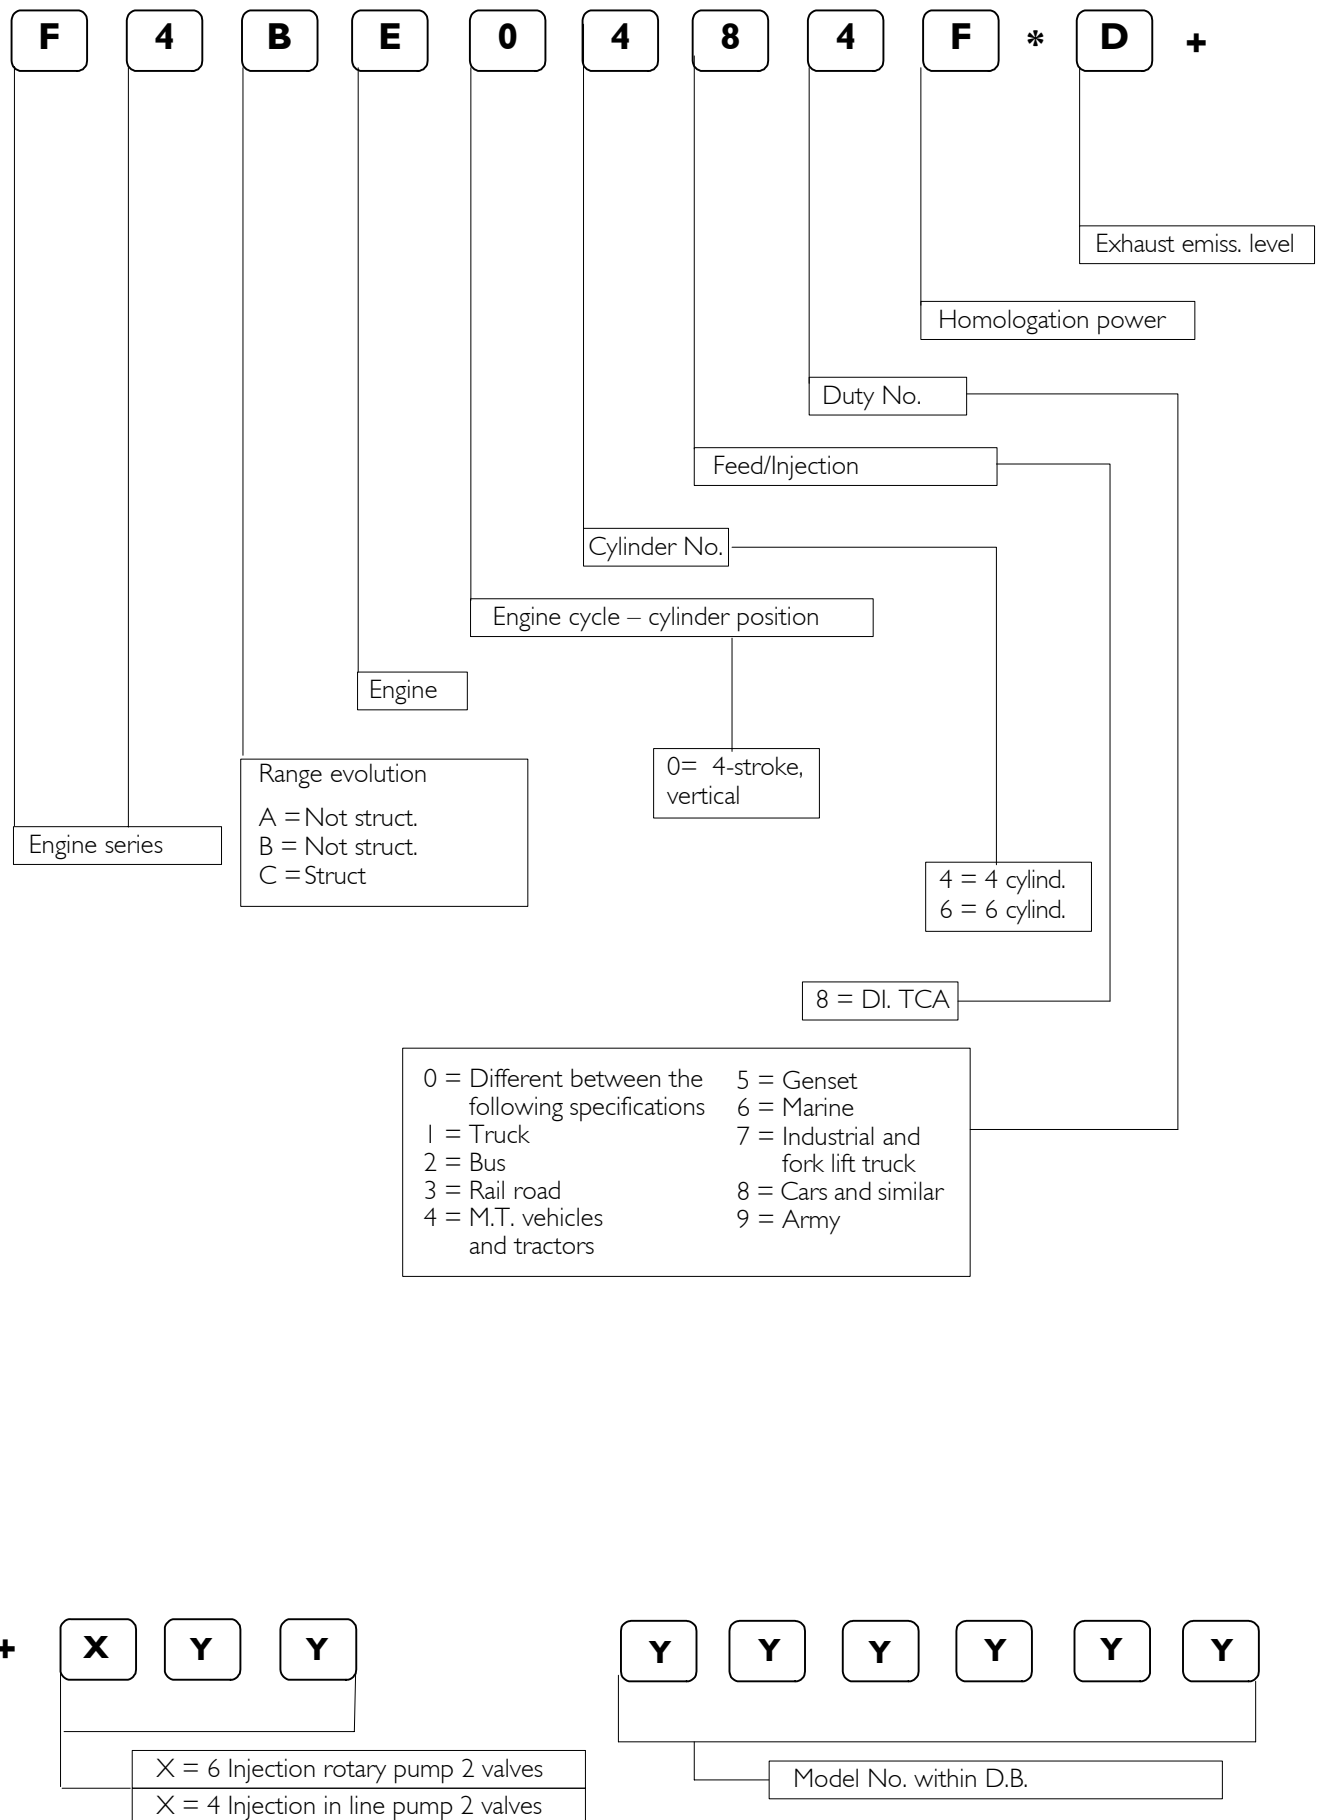 F 4 B E 0 4 8 4 F * D +
Exhaust emiss. level
Homologation power
Duty No.
Feed/Injection
Cylinder No.
Engine cycle – cylinder position
Engine
0= 4-stroke,
vertical
Range evolution
A = Not struct.
B = Not struct.
C = Struct
Engine series
4 = 4 cylind.
6 = 6 cylind.
8 = DI. TCA
0 = Different between the
following specifications
1 = Truck
2 = Bus
3 = Rail road
4 = M.T. vehicles
and tractors
5 = Genset
6 = Marine
7 = Industrial and
fork lift truck
8 = Cars and similar
9 = Army
+ X Y Y Y Y Y Y Y Y
X = 6 Injection rotary pump 2 valves
X = 4 Injection in line pump 2 valves
Model No. within D.B.